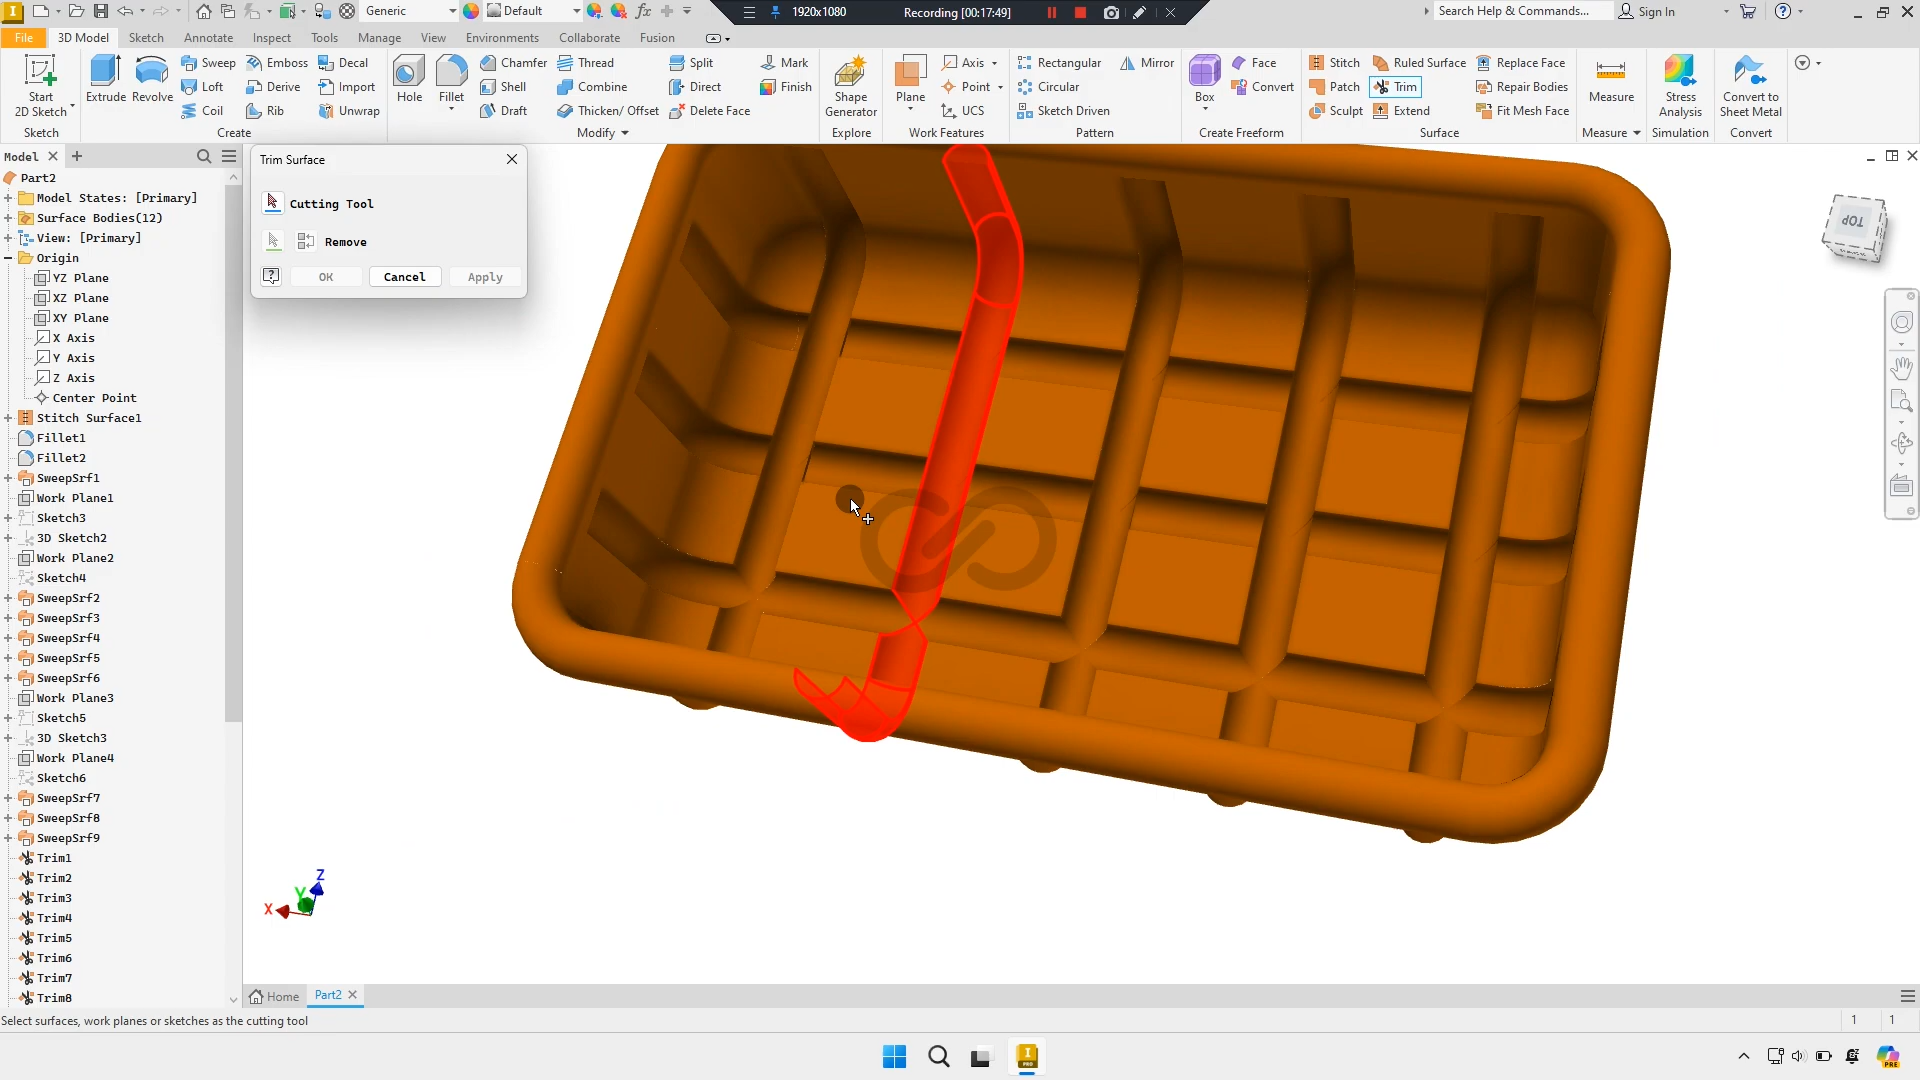 Generic
Default
fx
1920x1080
Recording [00:17:49]
Search Help & Commands...
Sign In
File
3D Model
Sketch
Annotate
Inspect
Tools
Manage
View
Environments
Collaborate
Fusion
Start
2D Sketch
Extrude
Revolve
Sweep
Emboss
Decal
Loft
Derive
Import
Coil
Rib
Unwrap
Hole
Fillet
Chamfer
Thread
Split
Mark
Shell
Combine
Direct
Finish
Draft
Thicken/ Offset
Delete Face
Shape
Generator
Plane
Axis
Point
UCS
Rectangular
Mirror
Circular
Sketch Driven
Box
Face
Convert
Stitch
Ruled Surface
Replace Face
Patch
Trim
Repair Bodies
Sculpt
Extend
Fit Mesh Face
Measure
Stress
Analysis
Convert to
Sheet Metal
Sketch
Create
Modify
Explore
Work Features
Pattern
Create Freeform
Surface
Measure
Simulation
Convert
Model
Part2
Model States: [Primary]
Surface Bodies(12)
View: [Primary]
Origin
YZ Plane
XZ Plane
XY Plane
X Axis
Y Axis
Z Axis
Center Point
Stitch Surface1
Fillet1
Fillet2
SweepSrf1
Work Plane1
Sketch3
3D Sketch2
Work Plane2
Sketch4
SweepSrf2
SweepSrf3
SweepSrf4
SweepSrf5
SweepSrf6
Work Plane3
Sketch5
3D Sketch3
Work Plane4
Sketch6
SweepSrf7
SweepSrf8
SweepSrf9
Trim1
Trim2
Trim3
Trim4
Trim5
Trim6
Trim7
Trim8
Trim Surface
Cutting Tool
Remove
OK
Cancel
Apply
TOP
Z
Y
X
Home
Part2
Select surfaces, work planes or sketches as the cutting tool
1
1
I
PRO
PRE